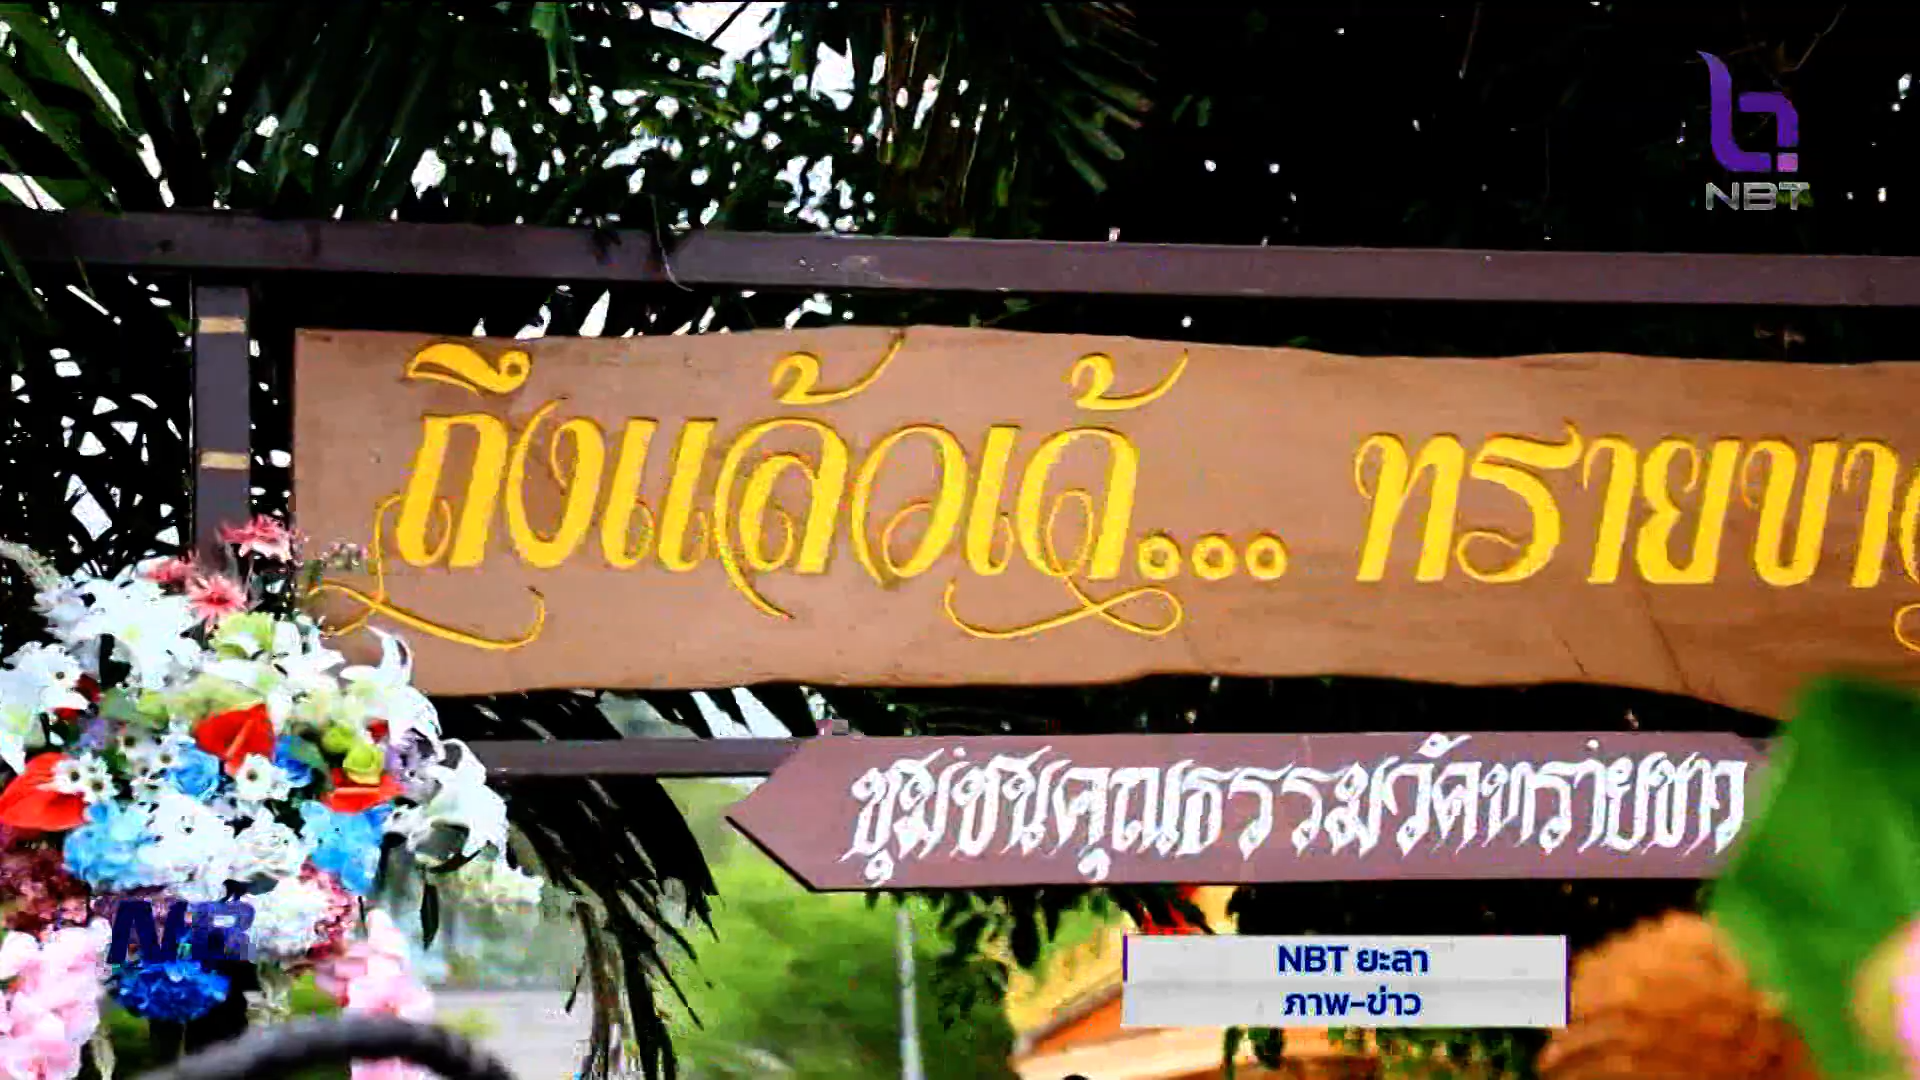 NBT
ถึงแล้วเด้... ทรายขาว
ชุมชนคุณธรรมวัดทรายขาว
NBT ยะลา
ภาพ-ข่าว